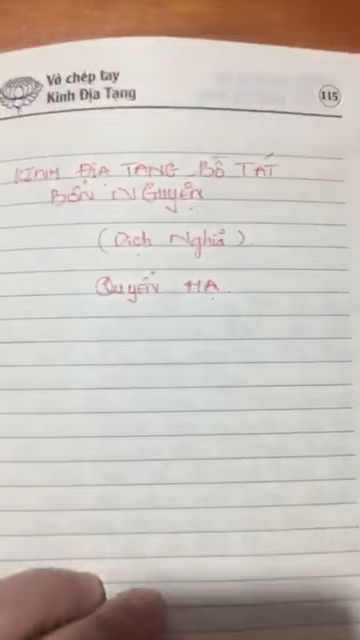 Vở chép tay
Kinh Địa Tạng
115
KINH ĐỊA TẠNG BỒ TÁT
BỔN NGUYỆN
(Dịch Nghĩa).
Quyển HẠ.